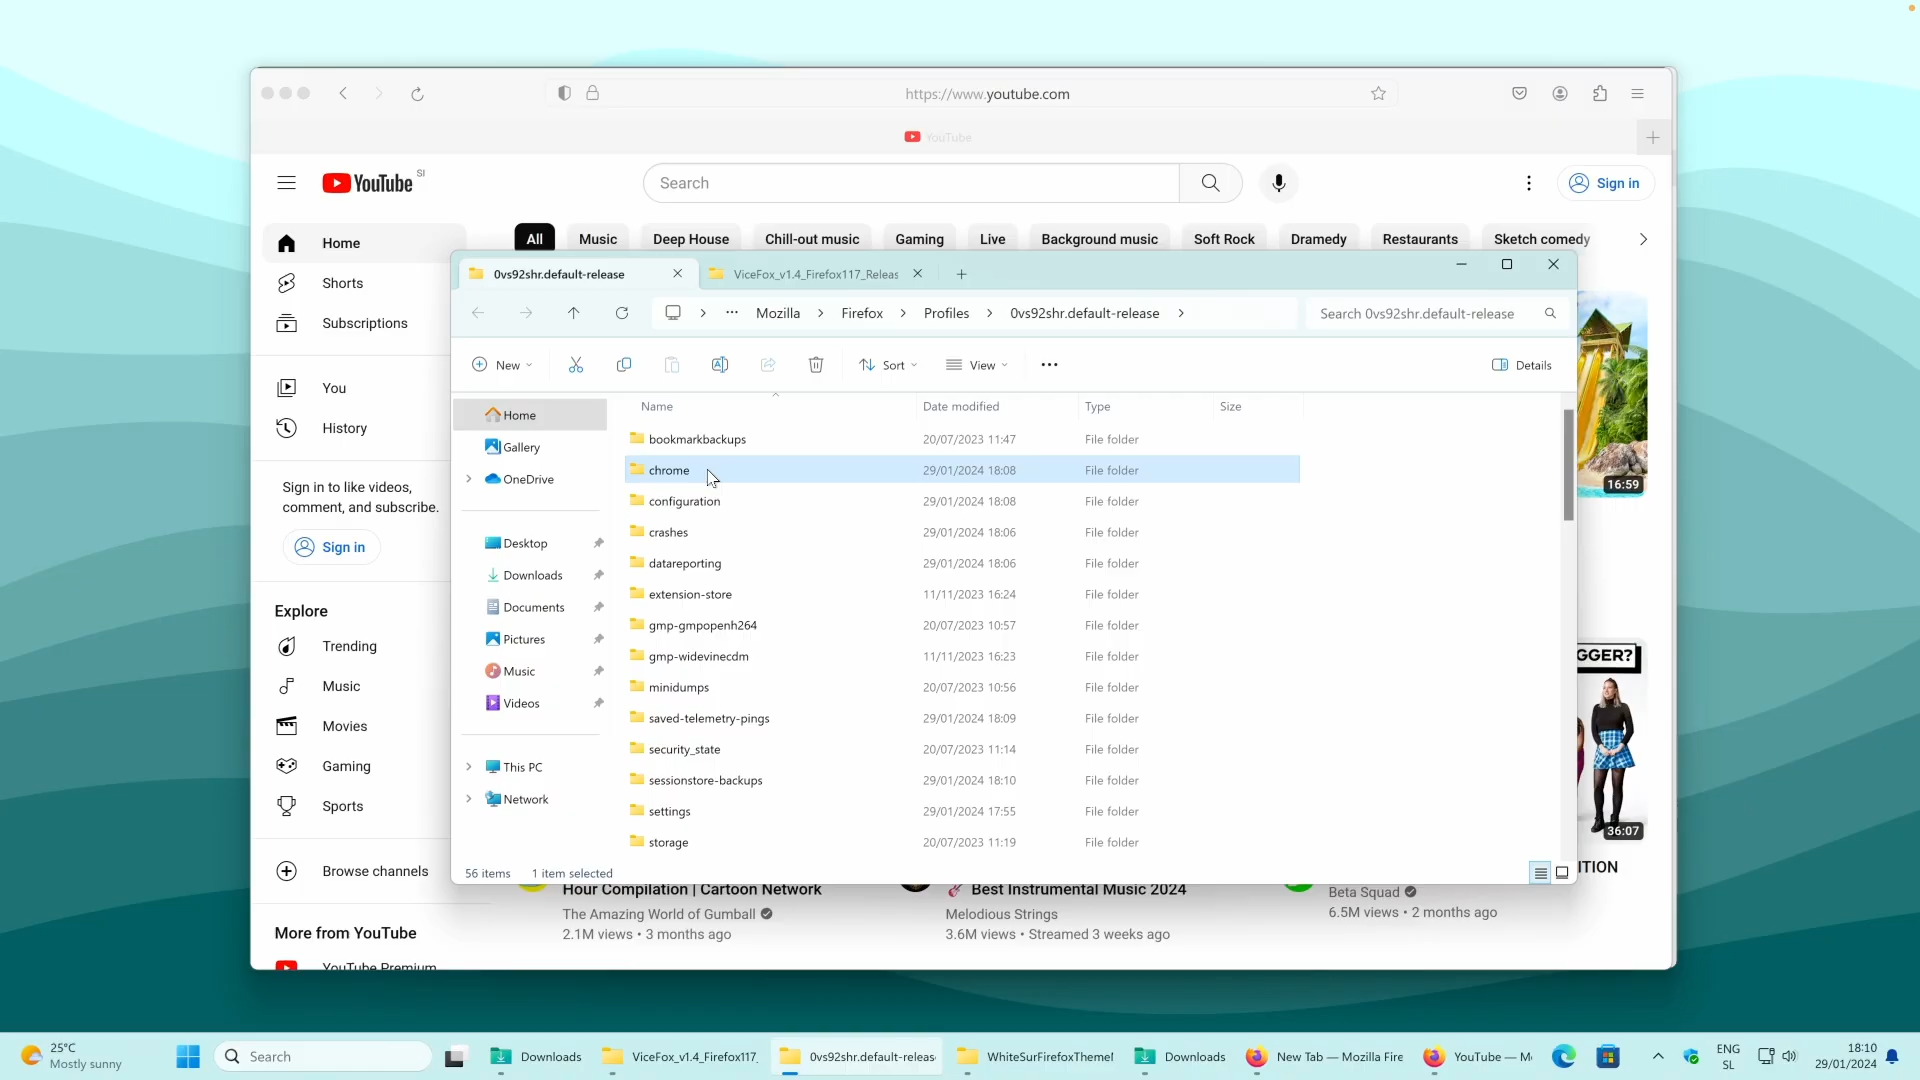 https://www.youtube.com
YouTube
YouTube SI
Search
Sign in
Home
Shorts
Subscriptions
You
History
Sign in to like videos,
comment, and subscribe.
Sign in
Explore
Trending
Music
Movies
Gaming
Sports
Browse channels
More from YouTube
YouTube Premium
All
Music
Deep House
Chill-out music
Gaming
Live
Background music
Soft Rock
Dramedy
Restaurants
Sketch comedy
0vs92shr.default-release
ViceFox_v1.4_Firefox117_Releas
Mozilla
Firefox
Profiles
0vs92shr.default-release
Search 0vs92shr.default-release
New
Sort
View
Details
Home
Gallery
OneDrive
Desktop
Downloads
Documents
Pictures
Music
Videos
This PC
Network
Name Date modified Type Size
bookmarkbackups 20/07/2023 11:47 File folder
chrome 29/01/2024 18:08 File folder
configuration 29/01/2024 18:08 File folder
crashes 29/01/2024 18:06 File folder
datareporting 29/01/2024 18:06 File folder
extension-store 11/11/2023 16:24 File folder
gmp-gmpopenh264 20/07/2023 10:57 File folder
gmp-widevinecdm 11/11/2023 16:23 File folder
minidumps 20/07/2023 10:56 File folder
saved-telemetry-pings 29/01/2024 18:09 File folder
security_state 20/07/2023 11:14 File folder
sessionstore-backups 29/01/2024 18:10 File folder
settings 29/01/2024 17:55 File folder
storage 20/07/2023 11:19 File folder
56 items 1 item selected
16:59
GGER?
36:07
ITION
Hour Compilation | Cartoon Network
The Amazing World of Gumball
2.1M views • 3 months ago
Best Instrumental Music 2024
Melodious Strings
3.6M views • Streamed 3 weeks ago
Beta Squad
6.5M views • 2 months ago
25°C
Mostly sunny
Search
Downloads
ViceFox_v1.4_Firefox117_
0vs92shr.default-releas
WhiteSurFirefoxThemeI
Downloads
New Tab — Mozilla Fire
YouTube — M
ENG
SL
18:10
29/01/2024